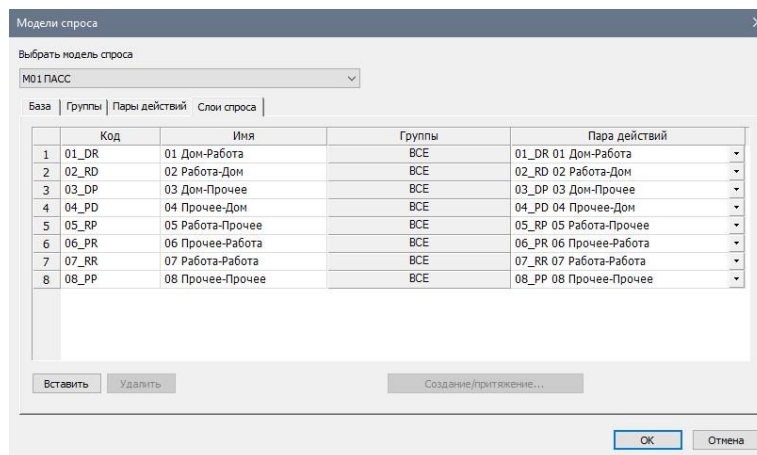 Модели спроса
Выбрать модель спроса
М01 ПАСС
База Группы Пары действий Слои спроса
Код Имя Группы Пара действий
1 01_DR 01 Дом-Работа ВСЕ 01_DR 01 Дом-Работа
2 02_RD 02 Работа-Дом ВСЕ 02_RD 02 Работа-Дом
3 03_DP 03 Дом-Прочее ВСЕ 03_DP 03 Дом-Прочее
4 04_PD 04 Прочее-Дом ВСЕ 04_PD 04 Прочее-Дом
5 05_RP 05 Работа-Прочее ВСЕ 05_RP 05 Работа-Прочее
6 06_PR 06 Прочее-Работа ВСЕ 06_PR 06 Прочее-Работа
7 07_RR 07 Работа-Работа ВСЕ 07_RR 07 Работа-Работа
8 08_PP 08 Прочее-Прочее ВСЕ 08_PP 08 Прочее-Прочее
Вставить Удалить Создание/притяжение...
OK Отмена